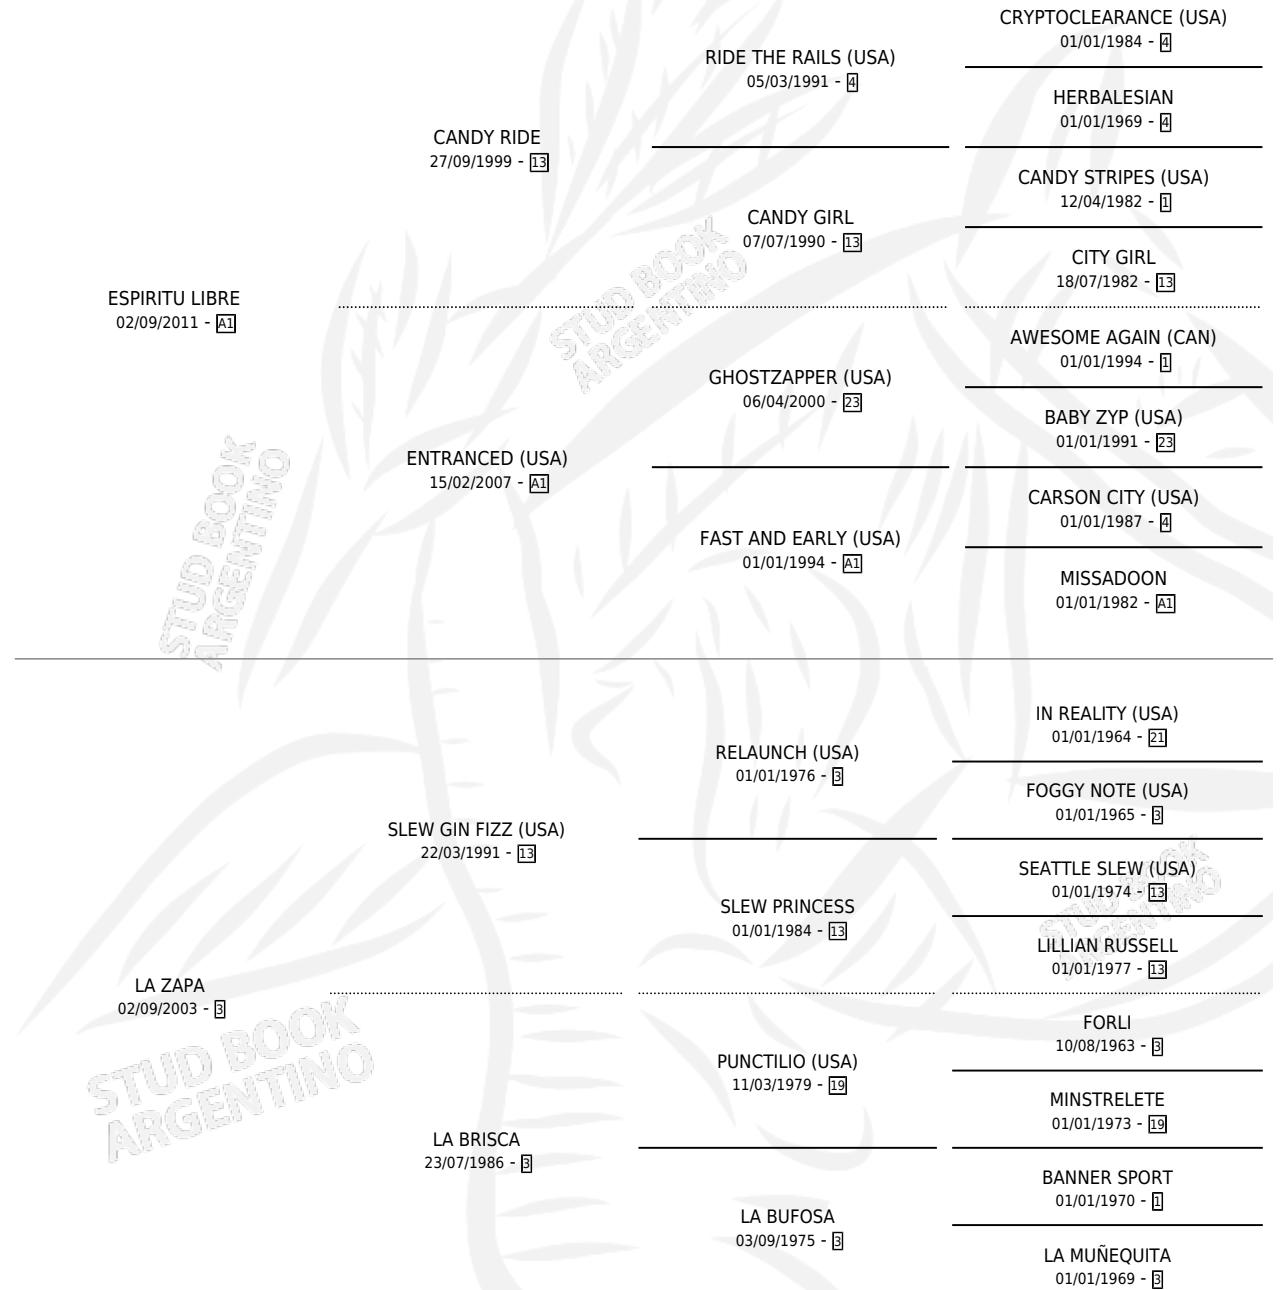 CRYPTOCLEARANCE (USA)
01/01/1984 - 4
RIDE THE RAILS (USA)
05/03/1991 - 4
HERBALESIAN
01/01/1969 - 4
CANDY RIDE
27/09/1999 - 13
CANDY STRIPES (USA)
12/04/1982 - 1
CANDY GIRL
07/07/1990 - 13
CITY GIRL
18/07/1982 - 13
ESPIRITU LIBRE
02/09/2011 - A1
STUD BOOK
ARGENTINO
AWESOME AGAIN (CAN)
01/01/1994 - 1
GHOSTZAPPER (USA)
06/04/2000 - 23
BABY ZYP (USA)
01/01/1991 - 23
ENTRANCED (USA)
15/02/2007 - A1
CARSON CITY (USA)
01/01/1987 - 4
FAST AND EARLY (USA)
01/01/1994 - A1
MISSADOON
01/01/1982 - A1
STUD BOOK
ARGENTINO
IN REALITY (USA)
01/01/1964 - 21
RELAUNCH (USA)
01/01/1976 - 3
FOGGY NOTE (USA)
01/01/1965 - 3
SLEW GIN FIZZ (USA)
22/03/1991 - 13
SEATTLE SLEW (USA)
01/01/1974 - 13
SLEW PRINCESS
01/01/1984 - 13
LILLIAN RUSSELL
01/01/1977 - 13
STUD BOOK
ARGENTINO
LA ZAPA
02/09/2003 - 3
STUD BOOK
ARGENTINO
FORLI
10/08/1963 - 3
PUNCTILIO (USA)
11/03/1979 - 19
MINSTRELETE
01/01/1973 - 19
LA BRISCA
23/07/1986 - 3
BANNER SPORT
01/01/1970 - 1
LA BUFOSA
03/09/1975 - 3
LA MUÑEQUITA
01/01/1969 - 3